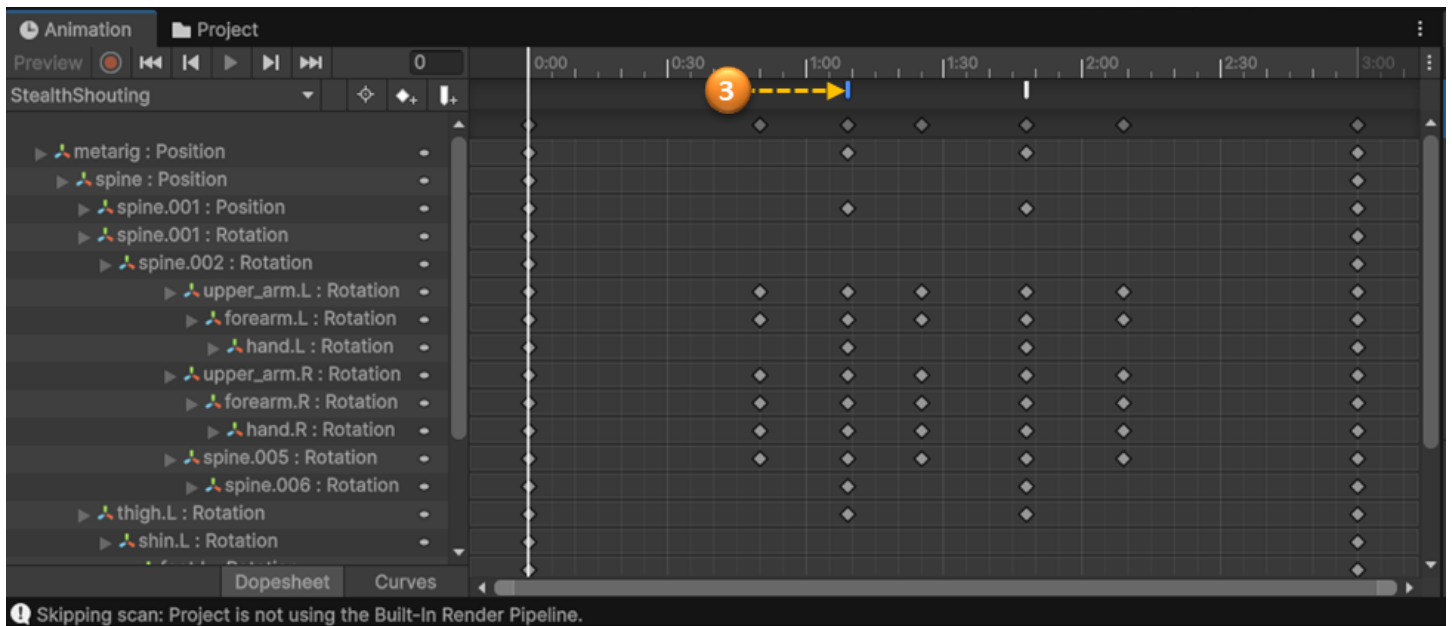 Animation Project
Preview 0 0:00 0:30 1:00 1:30 2:00 2:30 3:00
StealthShouting 3
metarig : Position
spine : Position
spine.001 : Position
spine.001 : Rotation
spine.002 : Rotation
upper_arm.L : Rotation
forearm.L : Rotation
hand.L : Rotation
upper_arm.R : Rotation
forearm.R : Rotation
hand.R : Rotation
spine.005 : Rotation
spine.006 : Rotation
thigh.L : Rotation
shin.L : Rotation
Dopesheet Curves
Skipping scan: Project is not using the Built-In Render Pipeline.